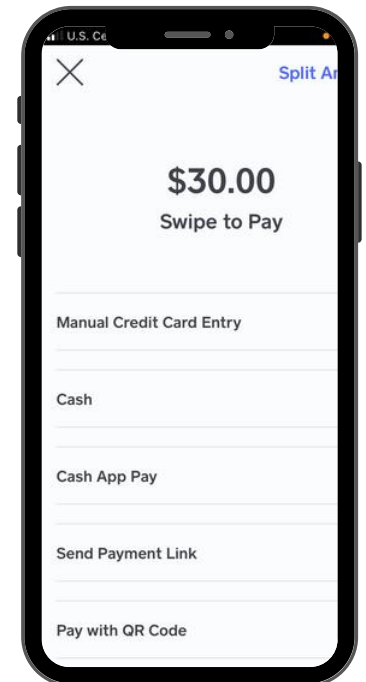 U.S. Ce
Split Ar
$30.00
Swipe to Pay
Manual Credit Card Entry
Cash
Cash App Pay
Send Payment Link
Pay with QR Code